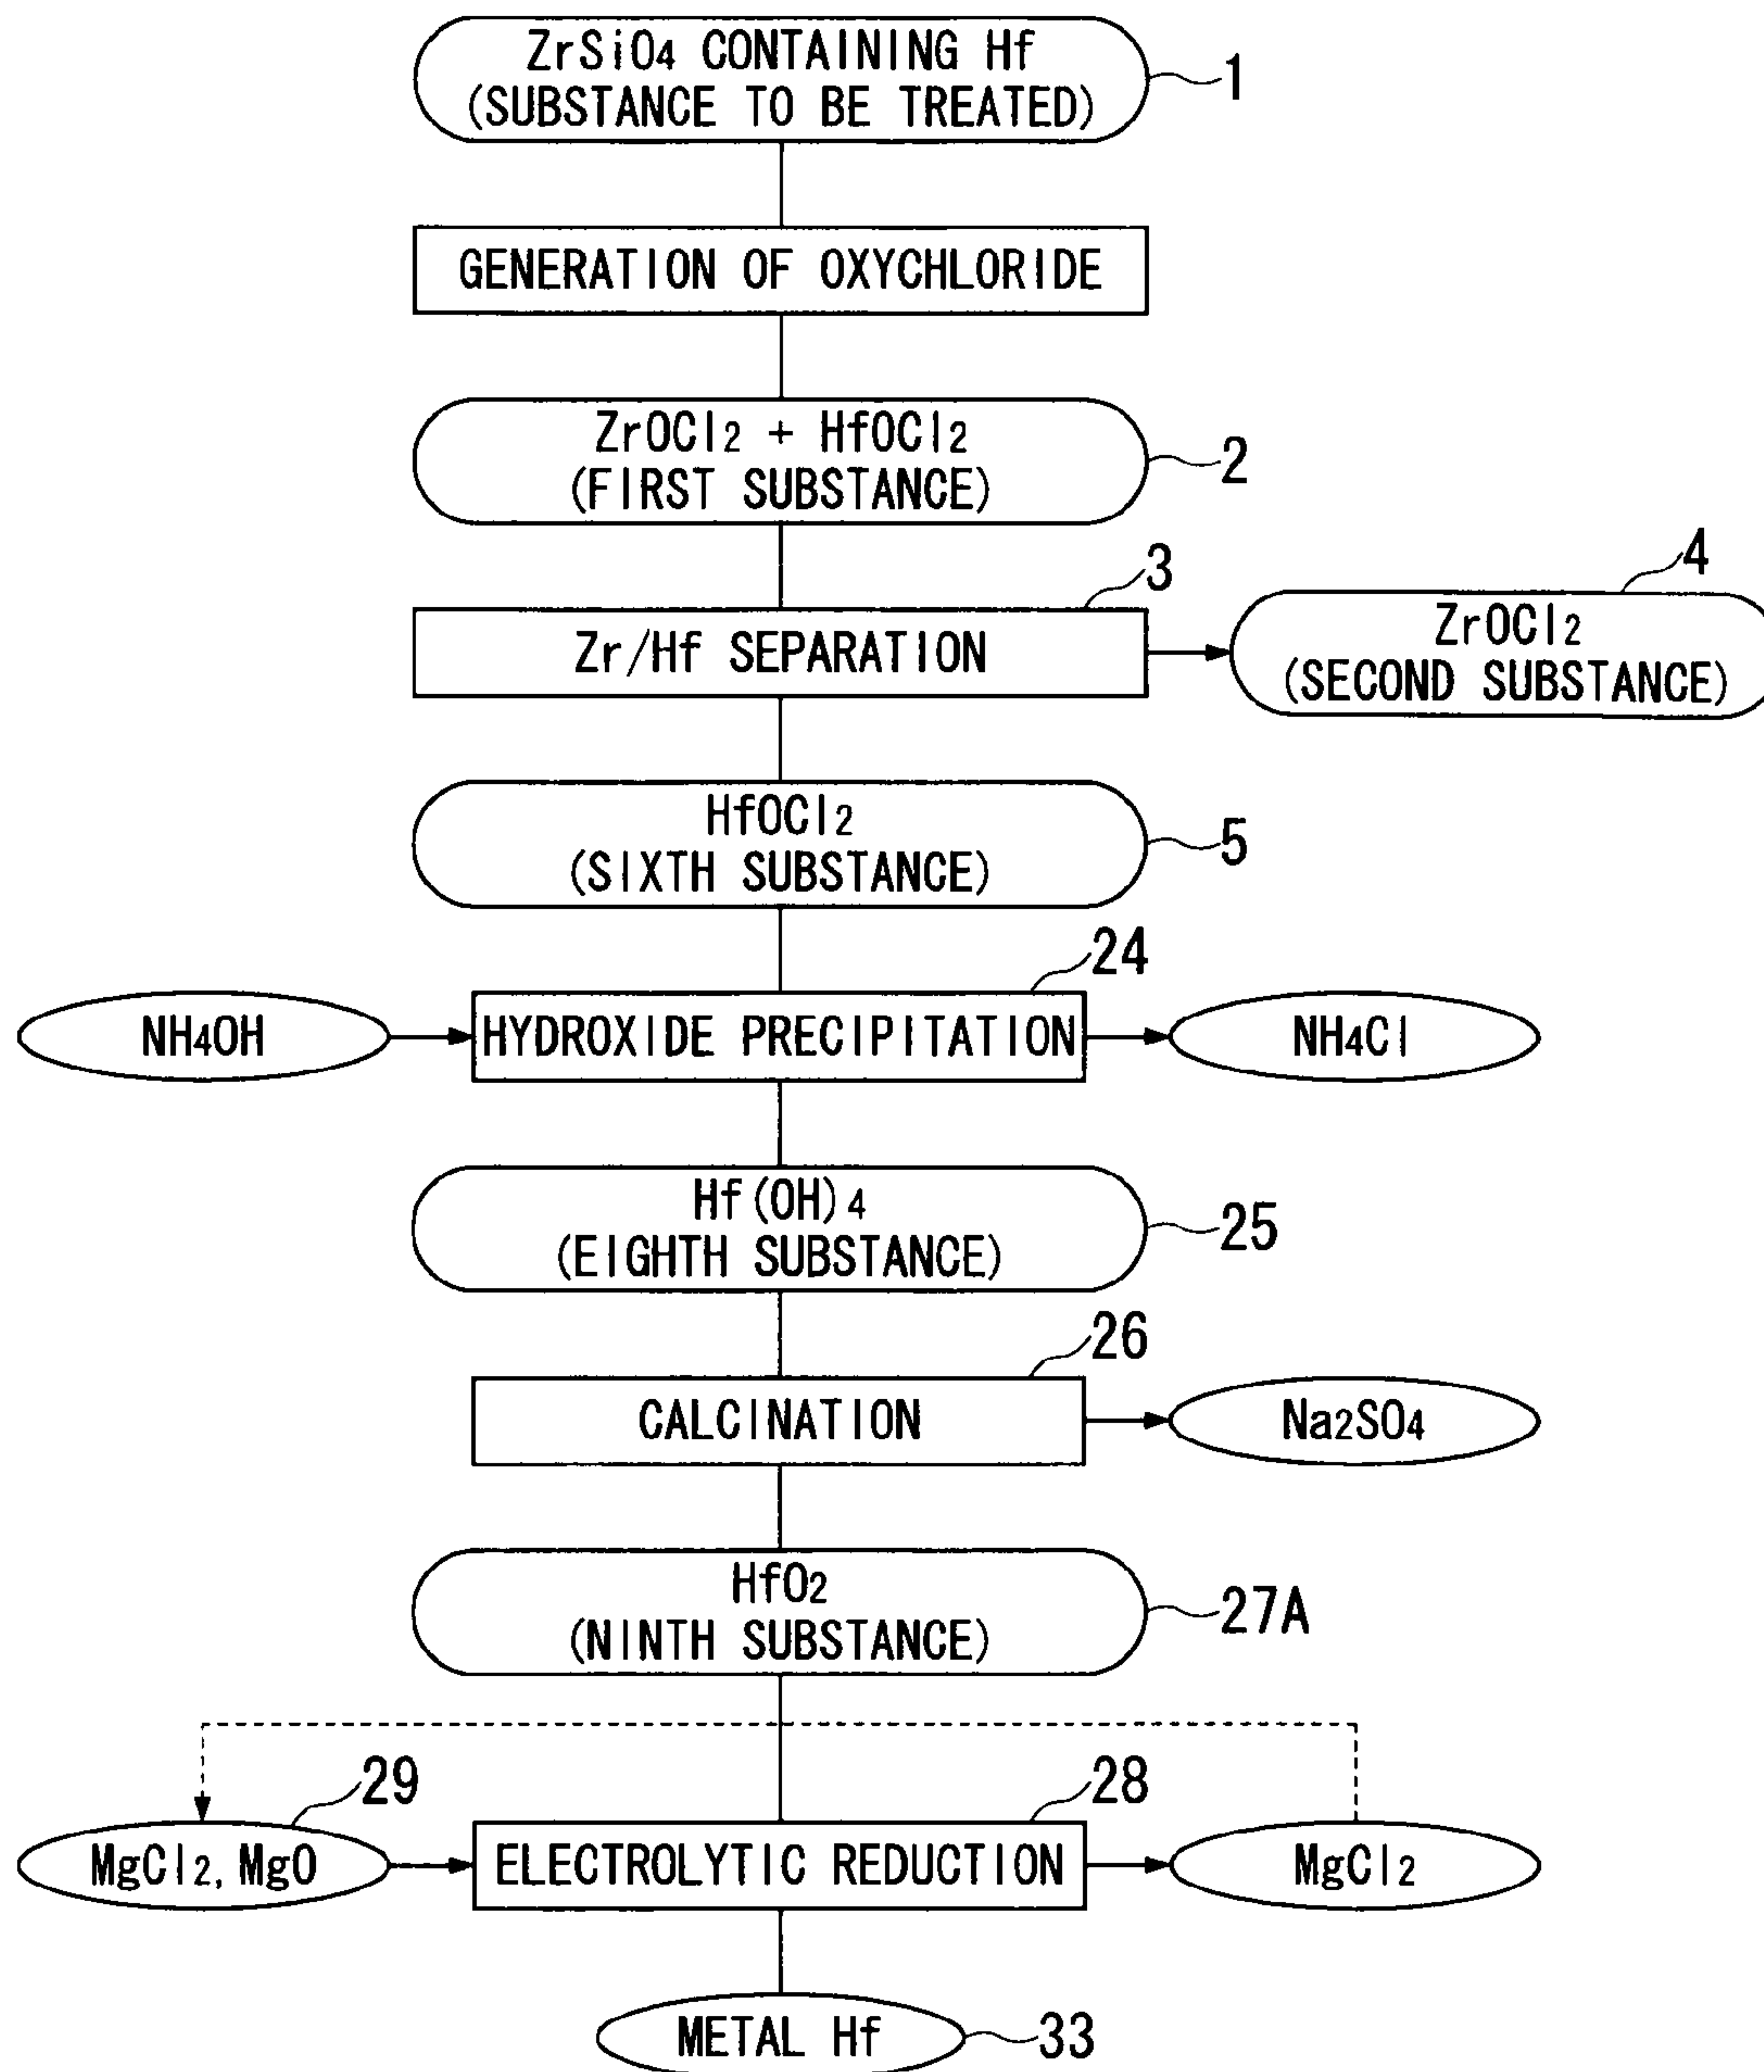 ZrSiO4 CONTAINING Hf
(SUBSTANCE TO BE TREATED)
1
GENERATION OF OXYCHLORIDE
ZrOCl2 + HfOCl2
(FIRST SUBSTANCE)
2
3
Zr/Hf SEPARATION
4
ZrOCl2
(SECOND SUBSTANCE)
HfOCl2
(SIXTH SUBSTANCE)
5
24
NH4OH
HYDROXIDE PRECIPITATION
NH4Cl
Hf(OH)4
(EIGHTH SUBSTANCE)
25
26
CALCINATION
Na2SO4
HfO2
(NINTH SUBSTANCE)
27A
29
28
MgCl2, MgO
ELECTROLYTIC REDUCTION
MgCl2
METAL Hf
33